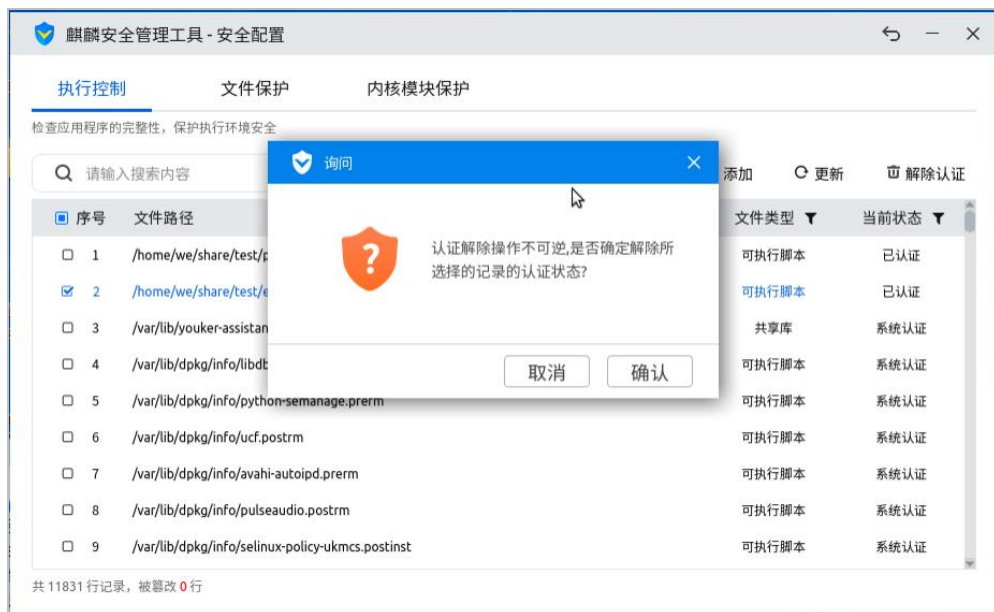 麒麟安全管理工具 - 安全配置
执行控制 文件保护 内核模块保护
检查应用程序的完整性，保护执行环境安全
请输入搜索内容 添加 更新 解除认证
询问
认证解除操作不可逆,是否确定解除所
选择的记录的认证状态?
取消 确认
序号 文件路径 文件类型 当前状态
1 /home/we/share/test/ 可执行脚本 已认证
2 /home/we/share/test/ 可执行脚本 已认证
3 /var/lib/youker-assistan 共享库 系统认证
4 /var/lib/dpkg/info/libdb 可执行脚本 系统认证
5 /var/lib/dpkg/info/python-semanage.prerm 可执行脚本 系统认证
6 /var/lib/dpkg/info/ucf.postrm 可执行脚本 系统认证
7 /var/lib/dpkg/info/avahi-autoipd.prerm 可执行脚本 系统认证
8 /var/lib/dpkg/info/pulseaudio.postrm 可执行脚本 系统认证
9 /var/lib/dpkg/info/selinux-policy-ukmcs.postinst 可执行脚本 系统认证
共 11831 行记录，被篡改 0 行